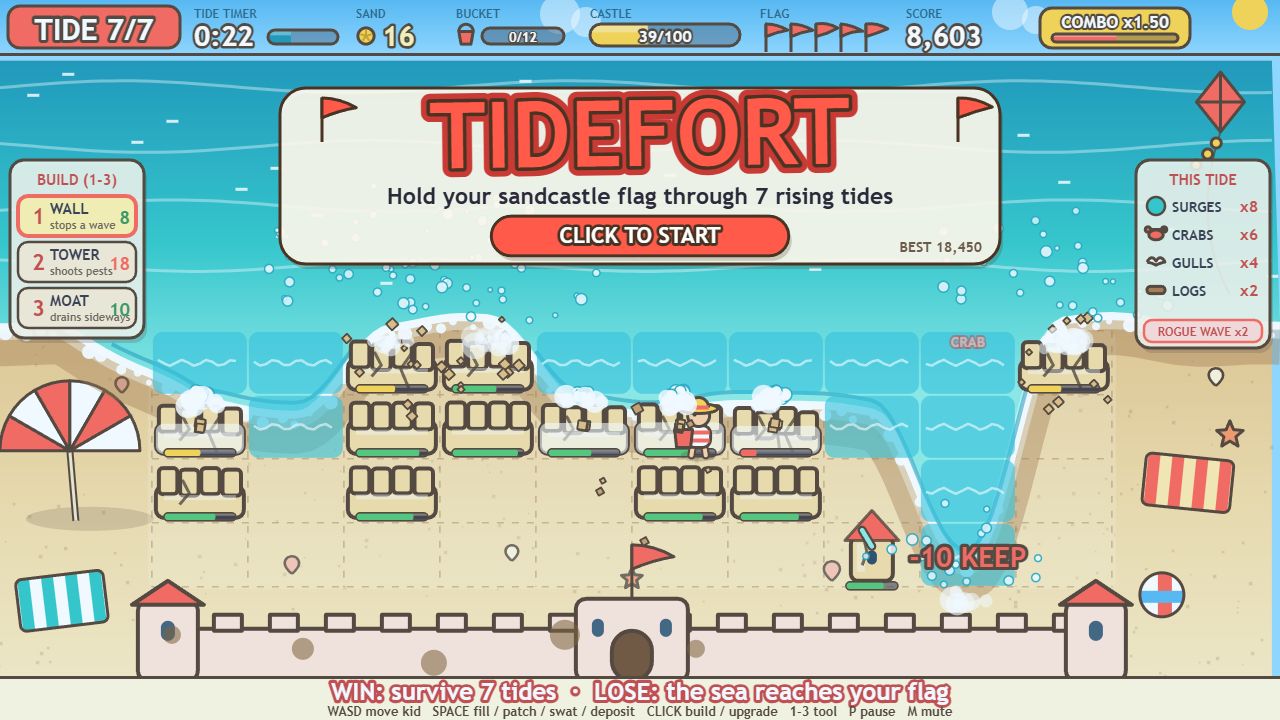 TIDE 7/7
TIDE TIMER
0:22
SAND
16
BUCKET
0/12
CASTLE
39/100
FLAG
SCORE
8,603
COMBO x1.50
TIDEFORT
Hold your sandcastle flag through 7 rising tides
CLICK TO START
BEST 18,450
BUILD (1-3)
1 WALL 8
stops a wave
2 TOWER 18
shoots pests
3 MOAT 10
drains sideways
THIS TIDE
SURGES x8
CRABS x6
GULLS x4
LOGS x2
ROGUE WAVE x2
CRAB
-10 KEEP
WIN: survive 7 tides • LOSE: the sea reaches your flag
WASD move kid SPACE fill / patch / swat / deposit CLICK build / upgrade 1-3 tool P pause M mute